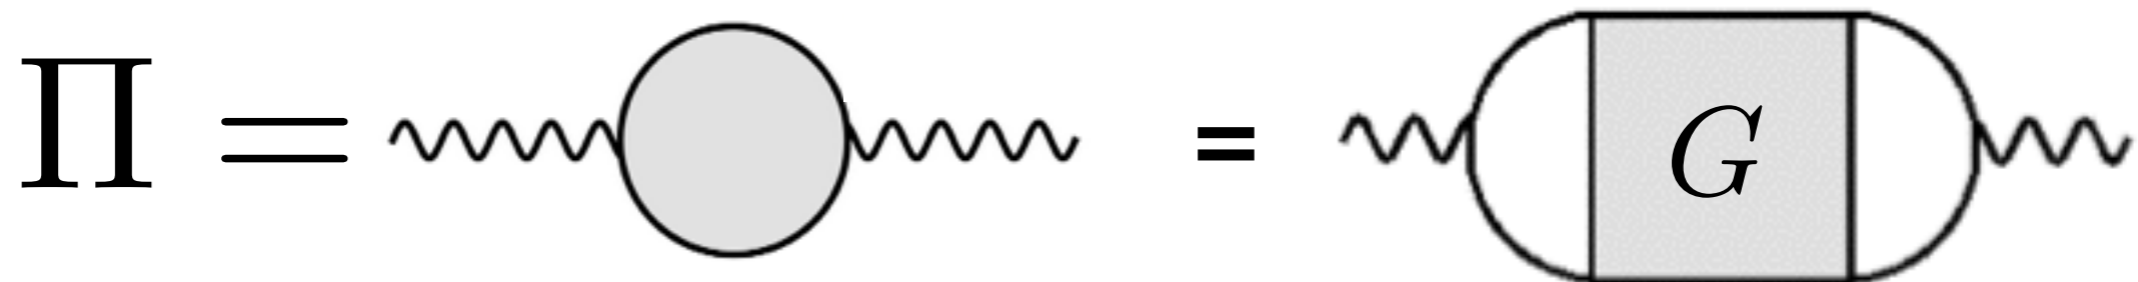 Π = = G